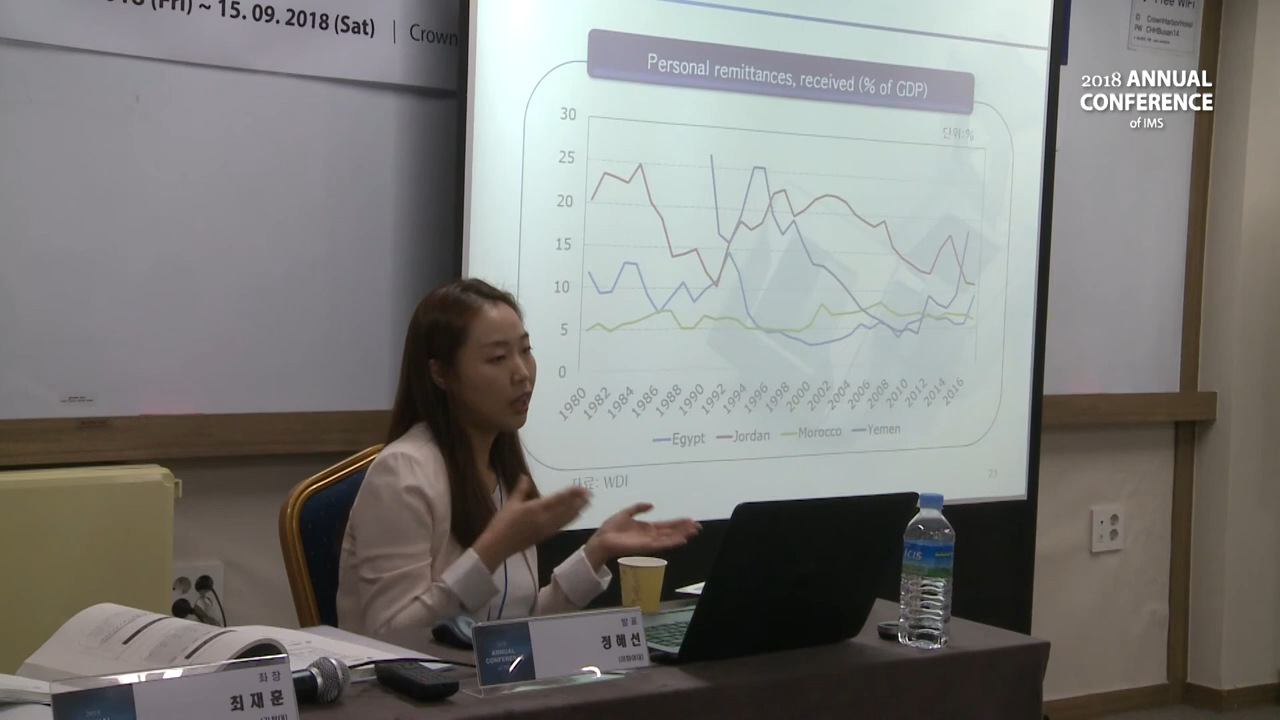 ~ 15. 09. 2018 (Sat) | Crown
Free WiFi
2018 ANNUAL
CONFERENCE
of IMS
Personal remittances, received (% of GDP)
단위:%
30
25
20
15
10
5
0
1980 1982 1984 1986 1988 1990 1992 1994 1996 1998 2000 2002 2004 2006 2008 2010 2012 2014 2016
Egypt Jordan Morocco Yemen
자료: WDI
23
발 표
정 혜 선
ANNUAL
CONFERENCE
좌 장
최 재 훈